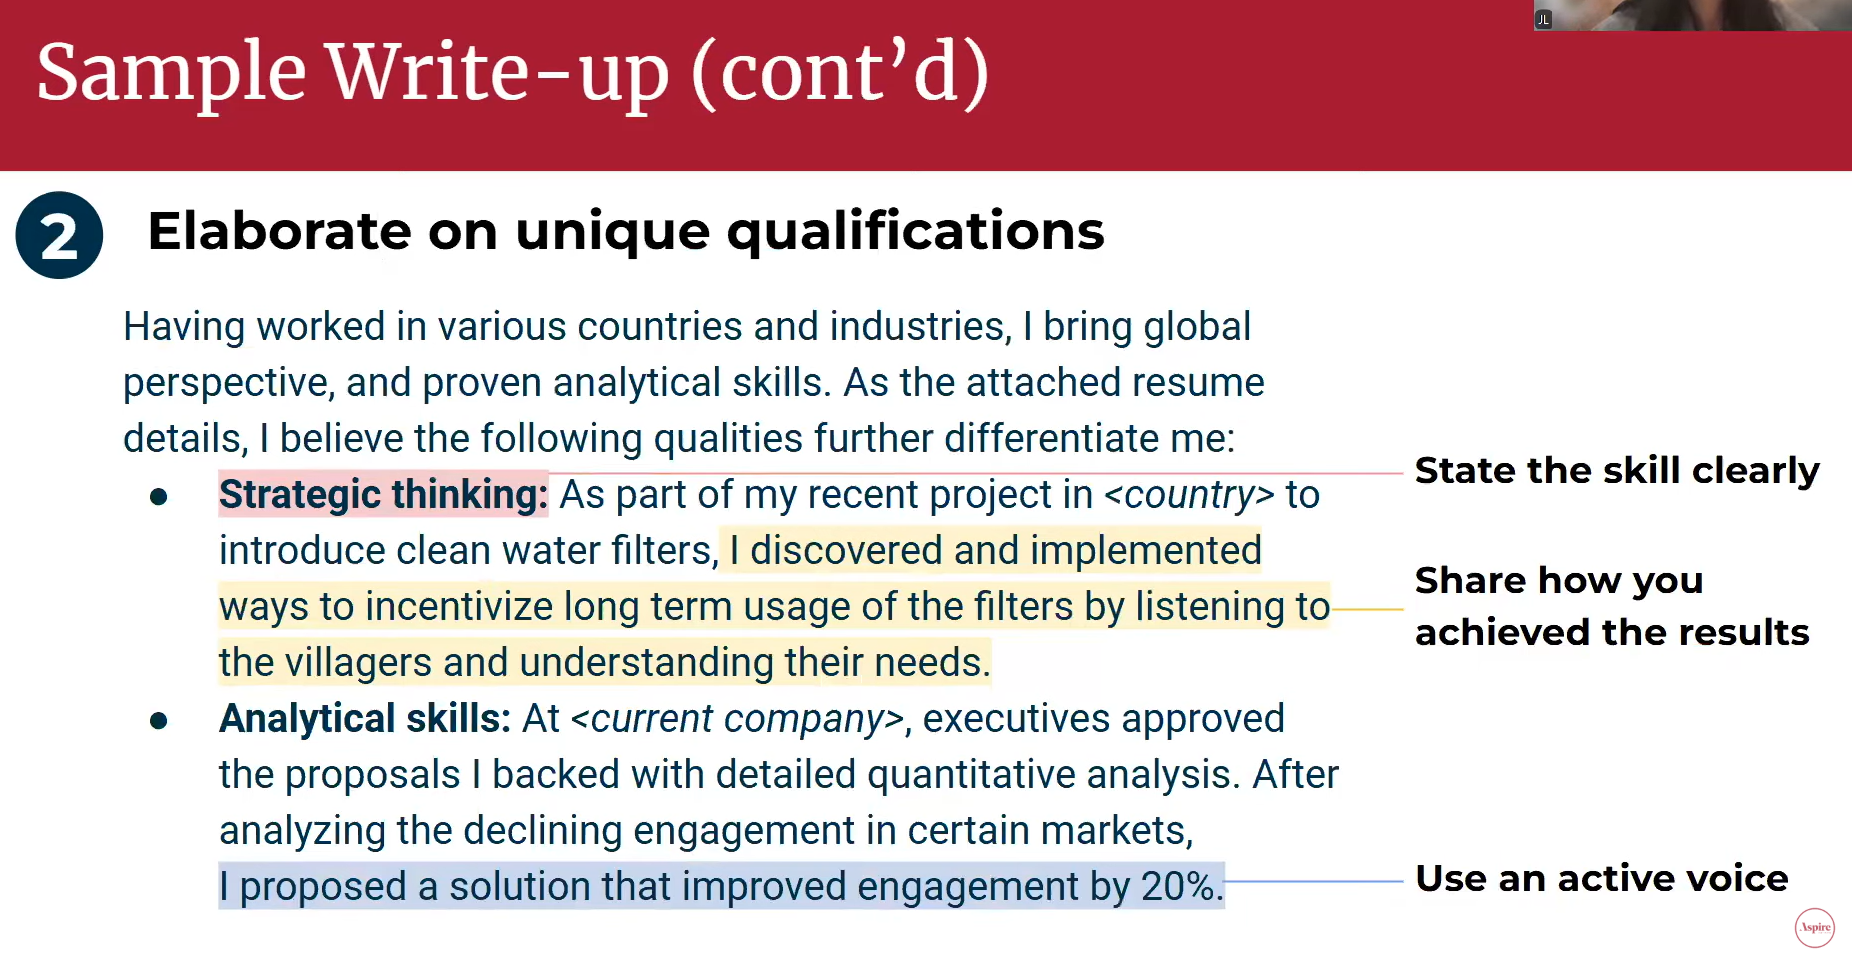 JL
Sample Write-up (cont’d)
2 Elaborate on unique qualifications
Having worked in various countries and industries, I bring global
perspective, and proven analytical skills. As the attached resume
details, I believe the following qualities further differentiate me:
● Strategic thinking: As part of my recent project in <country> to
introduce clean water filters, I discovered and implemented
ways to incentivize long term usage of the filters by listening to
the villagers and understanding their needs.
● Analytical skills: At <current company>, executives approved
the proposals I backed with detailed quantitative analysis. After
analyzing the declining engagement in certain markets,
I proposed a solution that improved engagement by 20%.
State the skill clearly
Share how you
achieved the results
Use an active voice
Aspire